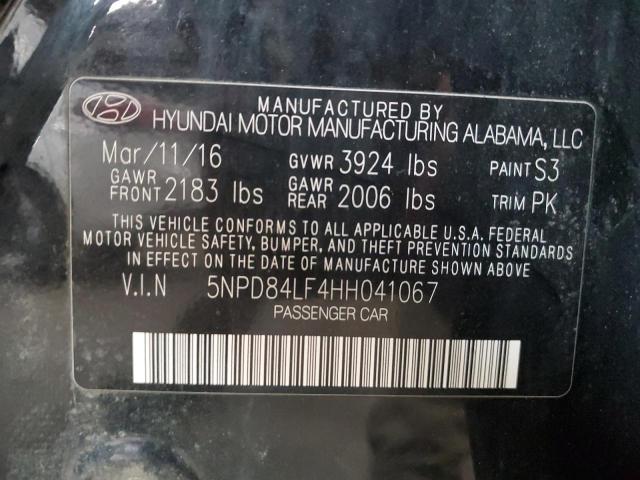 MANUFACTURED BY
HYUNDAI MOTOR MANUFACTURING ALABAMA, LLC
Mar/11/16 GVWR 3924 lbs PAINT S3
GAWR FRONT 2183 lbs GAWR REAR 2006 lbs TRIM PK
THIS VEHICLE CONFORMS TO ALL APPLICABLE U.S.A. FEDERAL
MOTOR VEHICLE SAFETY, BUMPER, AND THEFT PREVENTION STANDARDS
IN EFFECT ON THE DATE OF MANUFACTURE SHOWN ABOVE.
V.I.N 5NPD84LF4HH041067
PASSENGER CAR